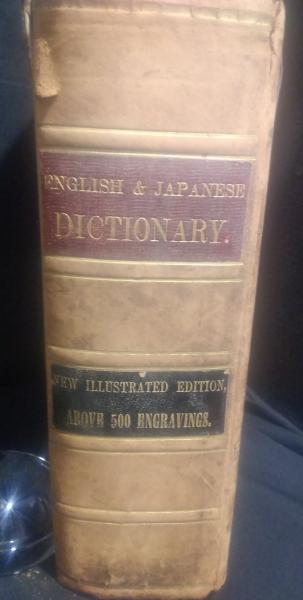 ENGLISH & JAPANESE
DICTIONARY.
NEW ILLUSTRATED EDITION,
ABOVE 500 ENGRAVINGS.